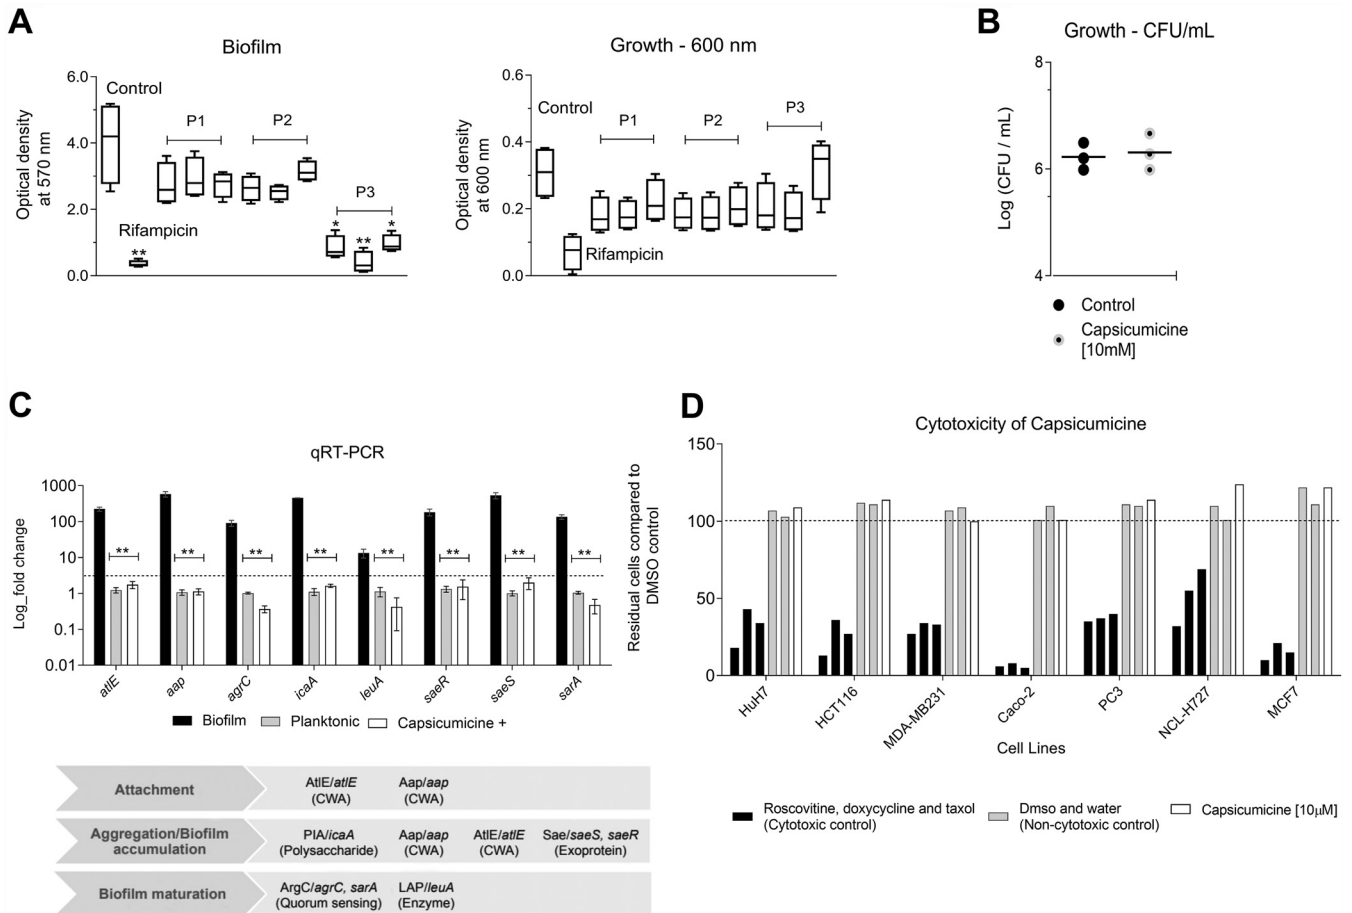 A
Biofilm
Optical density
at 570 nm
6.0
4.0
2.0
0.0
Control
P1
P2
P3
Rifampicin
**
*
**
*
Growth - 600 nm
Optical density
at 600 nm
0.6
0.4
0.2
0.0
Control
P1
P2
P3
Rifampicin
B
Growth - CFU/mL
Log (CFU / mL)
8
6
4
Control
Capsicumicine
[10mM]
C
qRT-PCR
Log_fold change
1000
100
10
1
0.1
0.01
** ** ** ** ** ** ** **
atlE aap agrC icaA leuA saeR saeS sarA
Biofilm Planktonic Capsicumicine +
Attachment
AtlE/atlE Aap/aap
(CWA) (CWA)
Aggregation/Biofilm
accumulation
PIA/icaA Aap/aap AtlE/atlE Sae/saeS, saeR
(Polysaccharide) (CWA) (CWA) (Exoprotein)
Biofilm maturation
ArgC/agrC, sarA LAP/leuA
(Quorum sensing) (Enzyme)
D
Cytotoxicity of Capsicumicine
Residual cells compared to
DMSO control
150
100
50
0
HuH7 HCT116 MDA-MB231 Caco-2 PC3 NCL-H727 MCF7
Cell Lines
Roscovitine, doxycycline and taxol
(Cytotoxic control)
Dmso and water
(Non-cytotoxic control)
Capsicumicine [10µM]